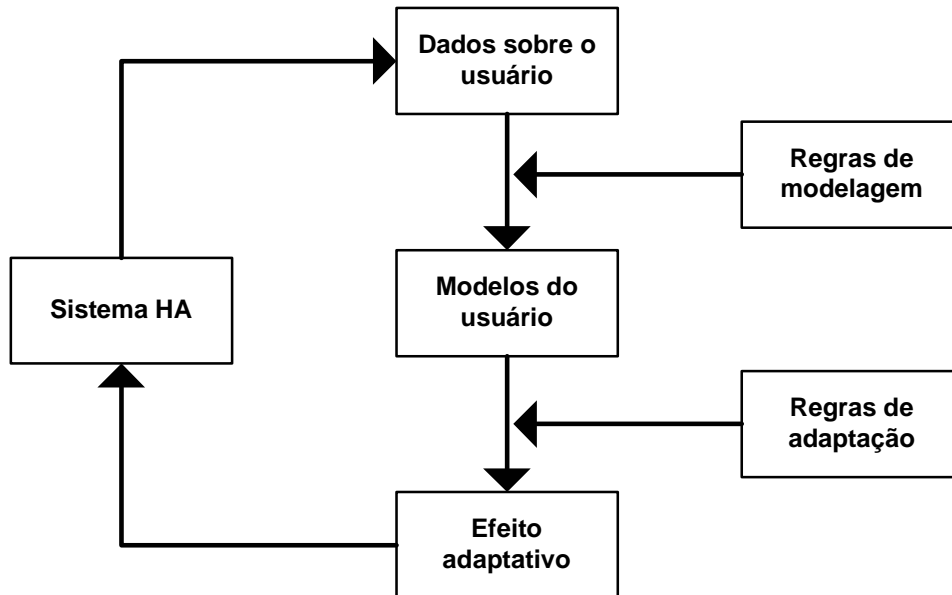 Dados sobre o
usuário
Regras de
modelagem
Modelos do
usuário
Sistema HA
Regras de
adaptação
Efeito
adaptativo